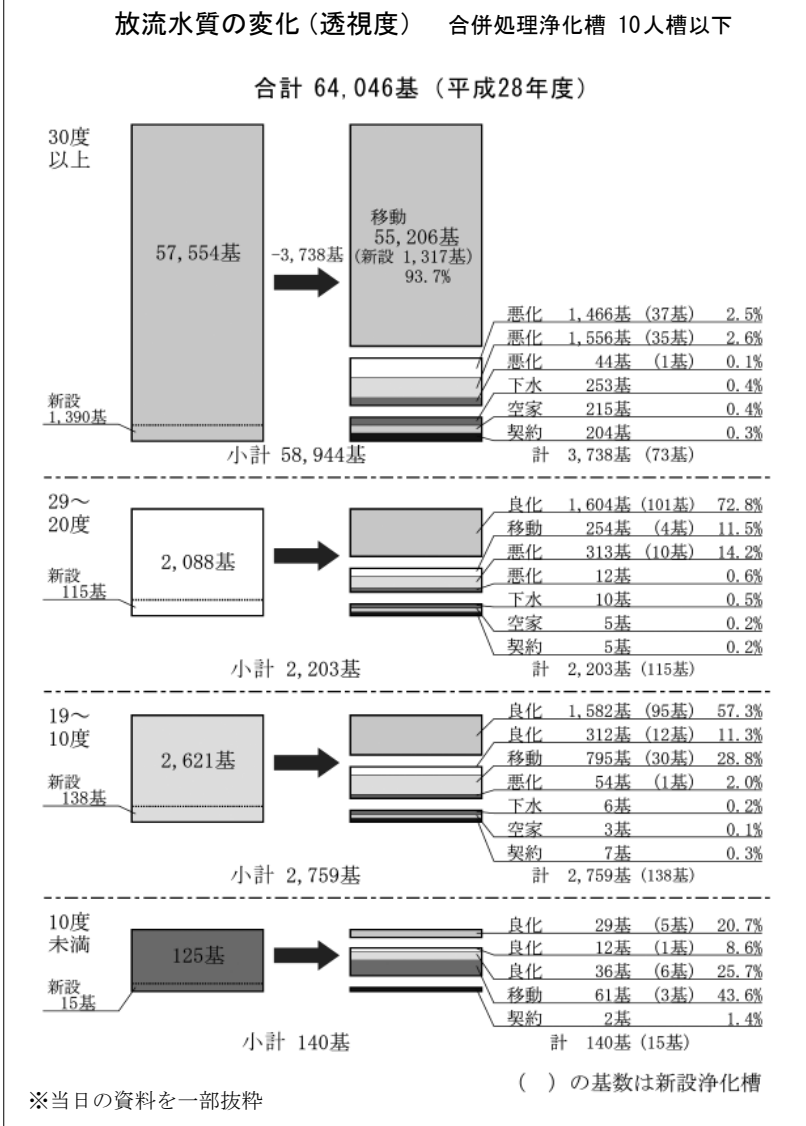 放流水質の変化（透視度） 合併処理浄化槽 10人槽以下
合計 64,046基（平成28年度）
30度
以上
57,554基
-3,738基
移動
55,206基
(新設 1,317基)
93.7%
新設
1,390基
悪化 1,466基 (37基) 2.5%
悪化 1,556基 (35基) 2.6%
悪化 44基 (1基) 0.1%
下水 253基 0.4%
空家 215基 0.4%
契約 204基 0.3%
小計 58,944基
計 3,738基 (73基)
29～
20度
2,088基
新設
115基
良化 1,604基 (101基) 72.8%
移動 254基 (4基) 11.5%
悪化 313基 (10基) 14.2%
悪化 12基 0.6%
下水 10基 0.5%
空家 5基 0.2%
契約 5基 0.2%
小計 2,203基
計 2,203基 (115基)
19～
10度
2,621基
新設
138基
良化 1,582基 (95基) 57.3%
良化 312基 (12基) 11.3%
移動 795基 (30基) 28.8%
悪化 54基 (1基) 2.0%
下水 6基 0.2%
空家 3基 0.1%
契約 7基 0.3%
小計 2,759基
計 2,759基 (138基)
10度
未満
125基
新設
15基
良化 29基 (5基) 20.7%
良化 12基 (1基) 8.6%
良化 36基 (6基) 25.7%
移動 61基 (3基) 43.6%
契約 2基 1.4%
小計 140基
計 140基 (15基)
（ ）の基数は新設浄化槽
※当日の資料を一部抜粋